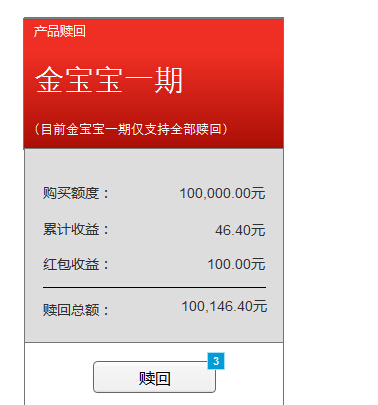 产品赎回
金宝宝一期
(目前金宝宝一期仅支持全部赎回)
购买额度： 100,000.00元
累计收益： 46.40元
红包收益： 100.00元
赎回总额： 100,146.40元
3
赎回